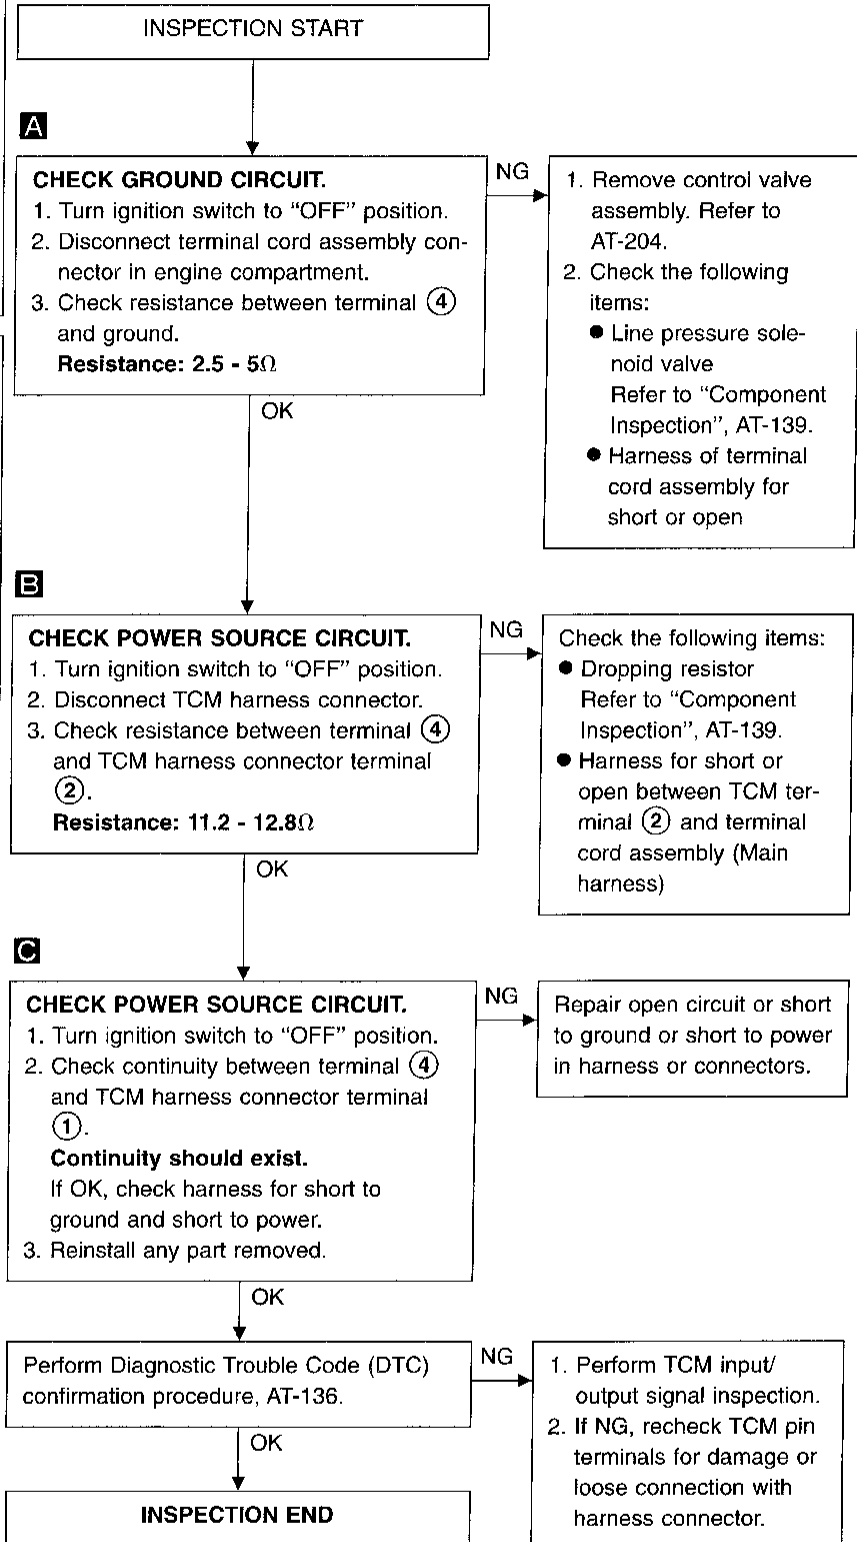 INSPECTION START
A
CHECK GROUND CIRCUIT.
1. Turn ignition switch to “OFF” position.
2. Disconnect terminal cord assembly con-
nector in engine compartment.
3. Check resistance between terminal ④
and ground.
Resistance: 2.5 - 5Ω
NG
1. Remove control valve
assembly. Refer to
AT-204.
2. Check the following
items:
● Line pressure sole-
noid valve
Refer to “Component
Inspection”, AT-139.
● Harness of terminal
cord assembly for
short or open
OK
B
CHECK POWER SOURCE CIRCUIT.
1. Turn ignition switch to “OFF” position.
2. Disconnect TCM harness connector.
3. Check resistance between terminal ④
and TCM harness connector terminal
②.
Resistance: 11.2 - 12.8Ω
NG
Check the following items:
● Dropping resistor
Refer to “Component
Inspection”, AT-139.
● Harness for short or
open between TCM ter-
minal ② and terminal
cord assembly (Main
harness)
OK
C
CHECK POWER SOURCE CIRCUIT.
1. Turn ignition switch to “OFF” position.
2. Check continuity between terminal ④
and TCM harness connector terminal
①.
Continuity should exist.
If OK, check harness for short to
ground and short to power.
3. Reinstall any part removed.
NG
Repair open circuit or short
to ground or short to power
in harness or connectors.
OK
Perform Diagnostic Trouble Code (DTC)
confirmation procedure, AT-136.
NG
1. Perform TCM input/
output signal inspection.
2. If NG, recheck TCM pin
terminals for damage or
loose connection with
harness connector.
OK
INSPECTION END